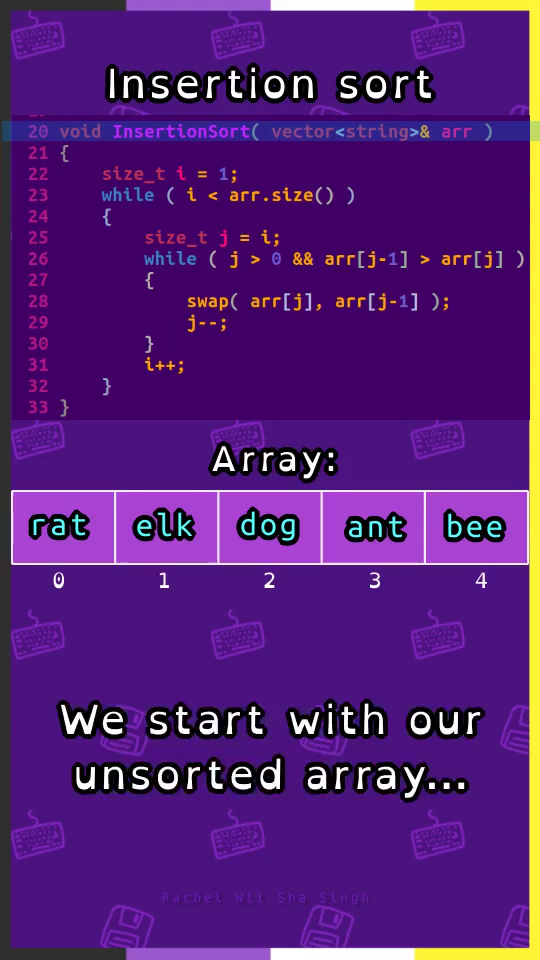 Insertion sort
20 void InsertionSort( vector<string>& arr )
21 {
22     size_t i = 1;
23     while ( i < arr.size() )
24     {
25         size_t j = i;
26         while ( j > 0 && arr[j-1] > arr[j] )
27         {
28             swap( arr[j], arr[j-1] );
29             j--;
30         }
31         i++;
32     }
33 }
Array:
rat elk dog ant bee
0 1 2 3 4
We start with our
unsorted array...
Rachel Wil Sha Singh